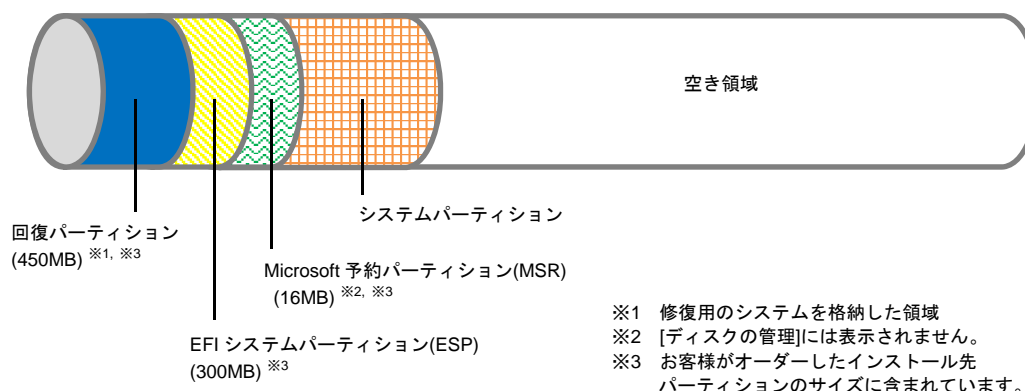 空き領域
システムパーティション
回復パーティション
(450MB) ※1, ※3
Microsoft 予約パーティション(MSR)
(16MB) ※2, ※3
EFI システムパーティション(ESP)
(300MB) ※3
※1 修復用のシステムを格納した領域
※2 [ディスクの管理]には表示されません。
※3 お客様がオーダーしたインストール先
パーティションのサイズに含まれています。